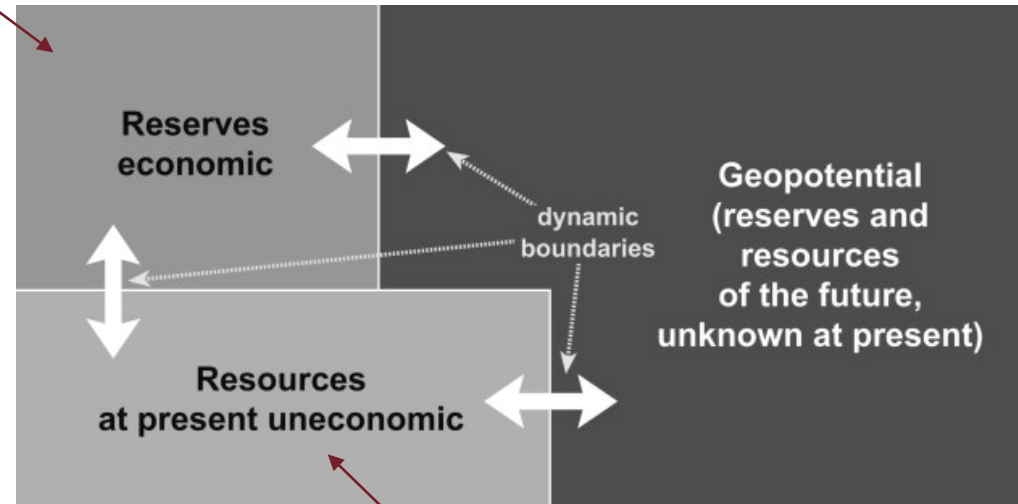 Reserves
economic
dynamic
boundaries
Geopotential
(reserves and
resources
of the future,
unknown at present)
Resources
at present uneconomic